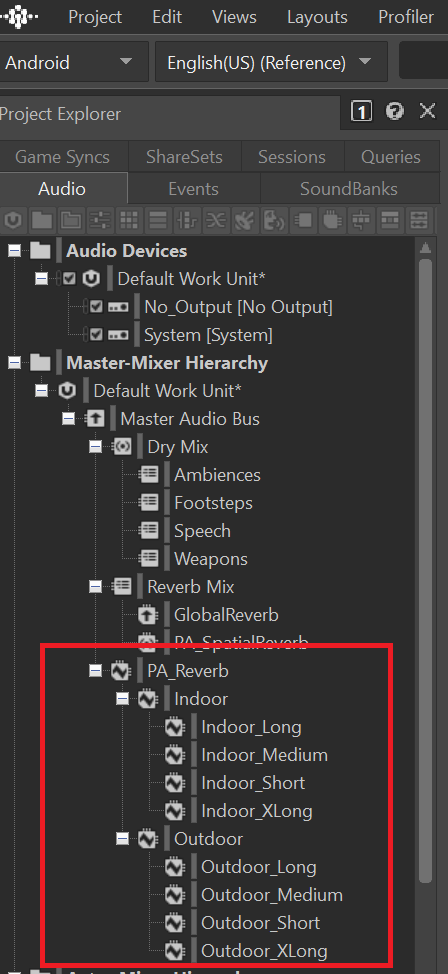 Project Edit Views Layouts Profiler
Android English(US) (Reference)
Project Explorer 1
Game Syncs ShareSets Sessions Queries
Audio Events SoundBanks
Audio Devices
Default Work Unit*
No_Output [No Output]
System [System]
Master-Mixer Hierarchy
Default Work Unit*
Master Audio Bus
Dry Mix
Ambiences
Footsteps
Speech
Weapons
Reverb Mix
GlobalReverb
PA_SpatialReverb
PA_Reverb
Indoor
Indoor_Long
Indoor_Medium
Indoor_Short
Indoor_XLong
Outdoor
Outdoor_Long
Outdoor_Medium
Outdoor_Short
Outdoor_XLong